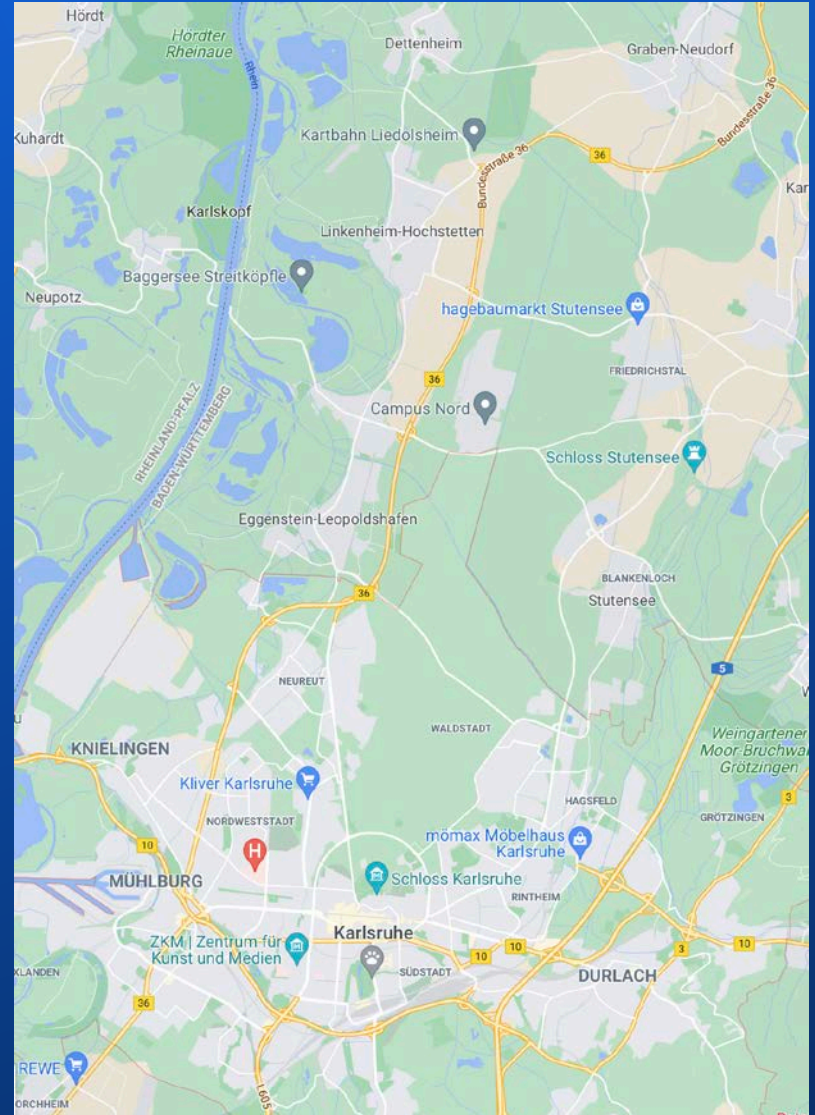 Hördt
Hördter
Rheinaue
Rhein
Dettenheim
Graben-Neudorf
Bundesstraße 36
Kuhardt
Kartbahn Liedolsheim
Bundesstraße 36
36
Kar
Karlskopf
Linkenheim-Hochstetten
Baggersee Streitköpfle
Neupotz
hagebaumarkt Stutensee
FRIEDRICHSTAL
36
Campus Nord
RHEINLAND-PFALZ
BADEN-WÜRTTEMBERG
Schloss Stutensee
Eggenstein-Leopoldshafen
BLANKENLOCH
Stutensee
36
NEUREUT
5
W
u
WALDSTADT
Weingartener
Moor-Bruchwal
Grötzingen
KNIELINGEN
Kliver Karlsruhe
HAGSFELD
3
GRÖTZINGEN
NORDWESTSTADT
mömax Möbelhaus
Karlsruhe
10
H
MÜHLBURG
Schloss Karlsruhe
RINTHEIM
Karlsruhe
ZKM | Zentrum für
Kunst und Medien
10
10
3
10
XLANDEN
SÜDSTADT
DURLACH
36
REWE
L605
ORCHHEIM